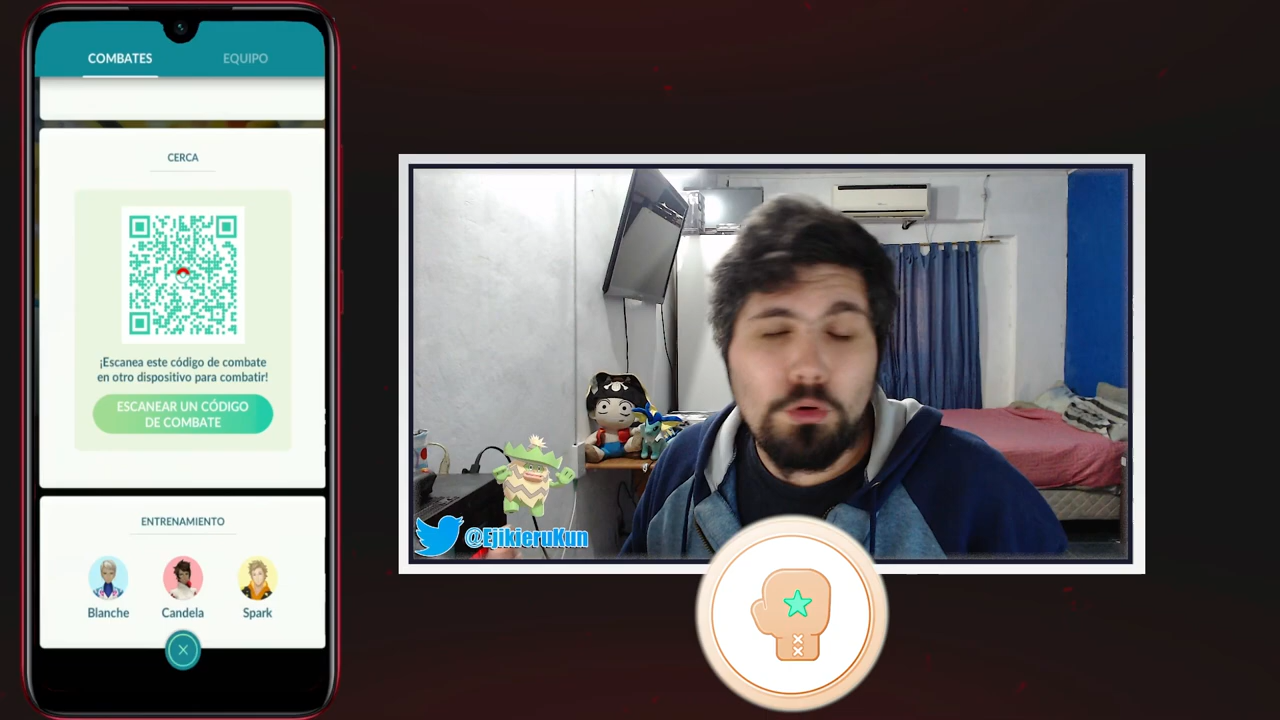 COMBATES
EQUIPO
CERCA
¡Escanea este código de combate
en otro dispositivo para combatir!
ESCANEAR UN CÓDIGO
DE COMBATE
ENTRENAMIENTO
Blanche
Candela
Spark
@EjikieruKun